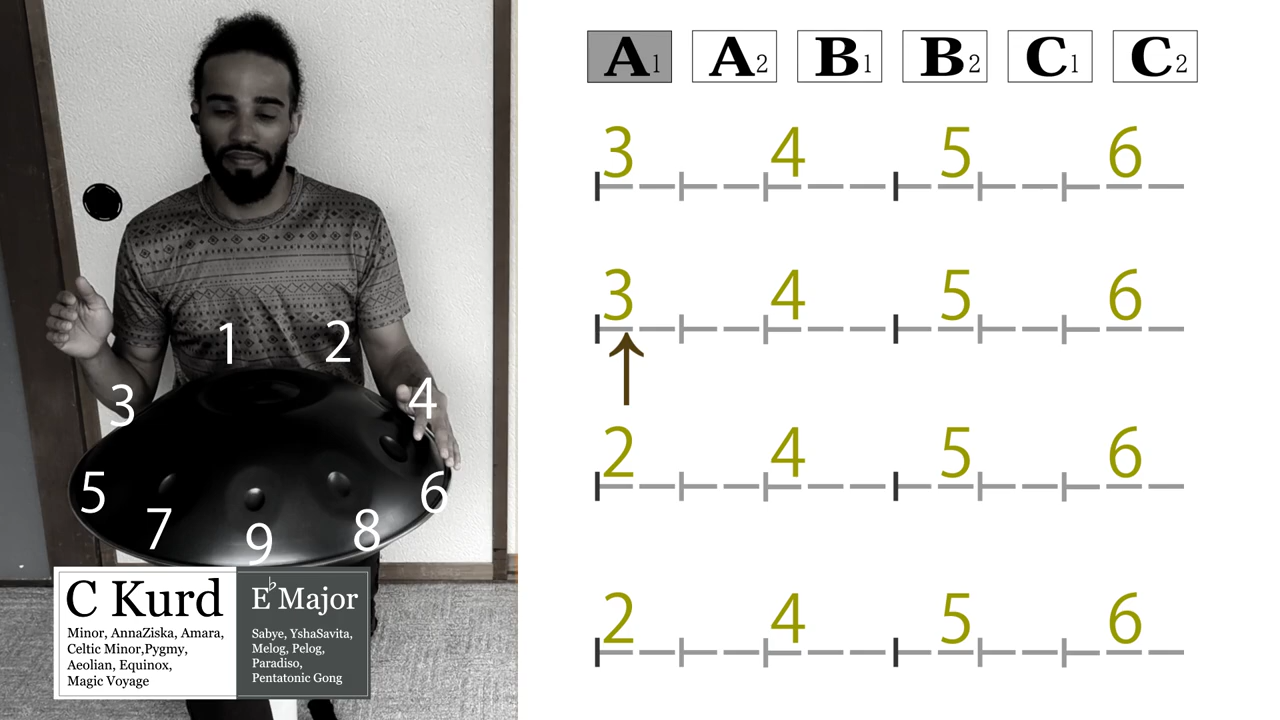 A1 A2 B1 B2 C1 C2
3 4 5 6
3 4 5 6
2 4 5 6
2 4 5 6
1 2
3 4
5 6
7 9 8
C Kurd
Minor, AnnaZiska, Amara,
Celtic Minor,Pygmy,
Aeolian, Equinox,
Magic Voyage
E♭ Major
Sabye, YshaSavita,
Melog, Pelog,
Paradiso,
Pentatonic Gong